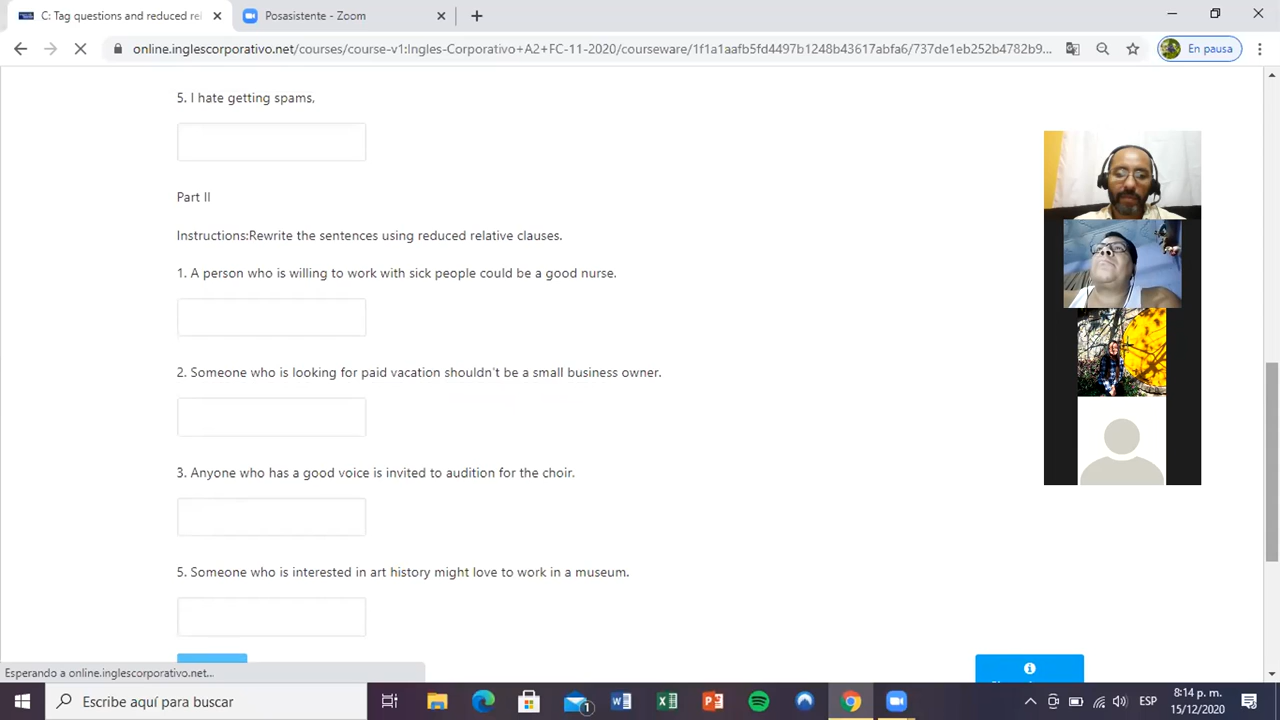 C: Tag questions and reduced rel
Posasistente - Zoom
online.inglescorporativo.net/courses/course-v1:Ingles-Corporativo+A2+FC-11-2020/courseware/1f1a1aafb5fd4497b1248b43617abfa6/737de1eb252b4782b9...
En pausa
5. I hate getting spams,
Part II
Instructions:Rewrite the sentences using reduced relative clauses.
1. A person who is willing to work with sick people could be a good nurse.
2. Someone who is looking for paid vacation shouldn't be a small business owner.
3. Anyone who has a good voice is invited to audition for the choir.
5. Someone who is interested in art history might love to work in a museum.
Esperando a online.inglescorporativo.net...
Escribe aquí para buscar
1
ESP
8:14 p. m.
15/12/2020